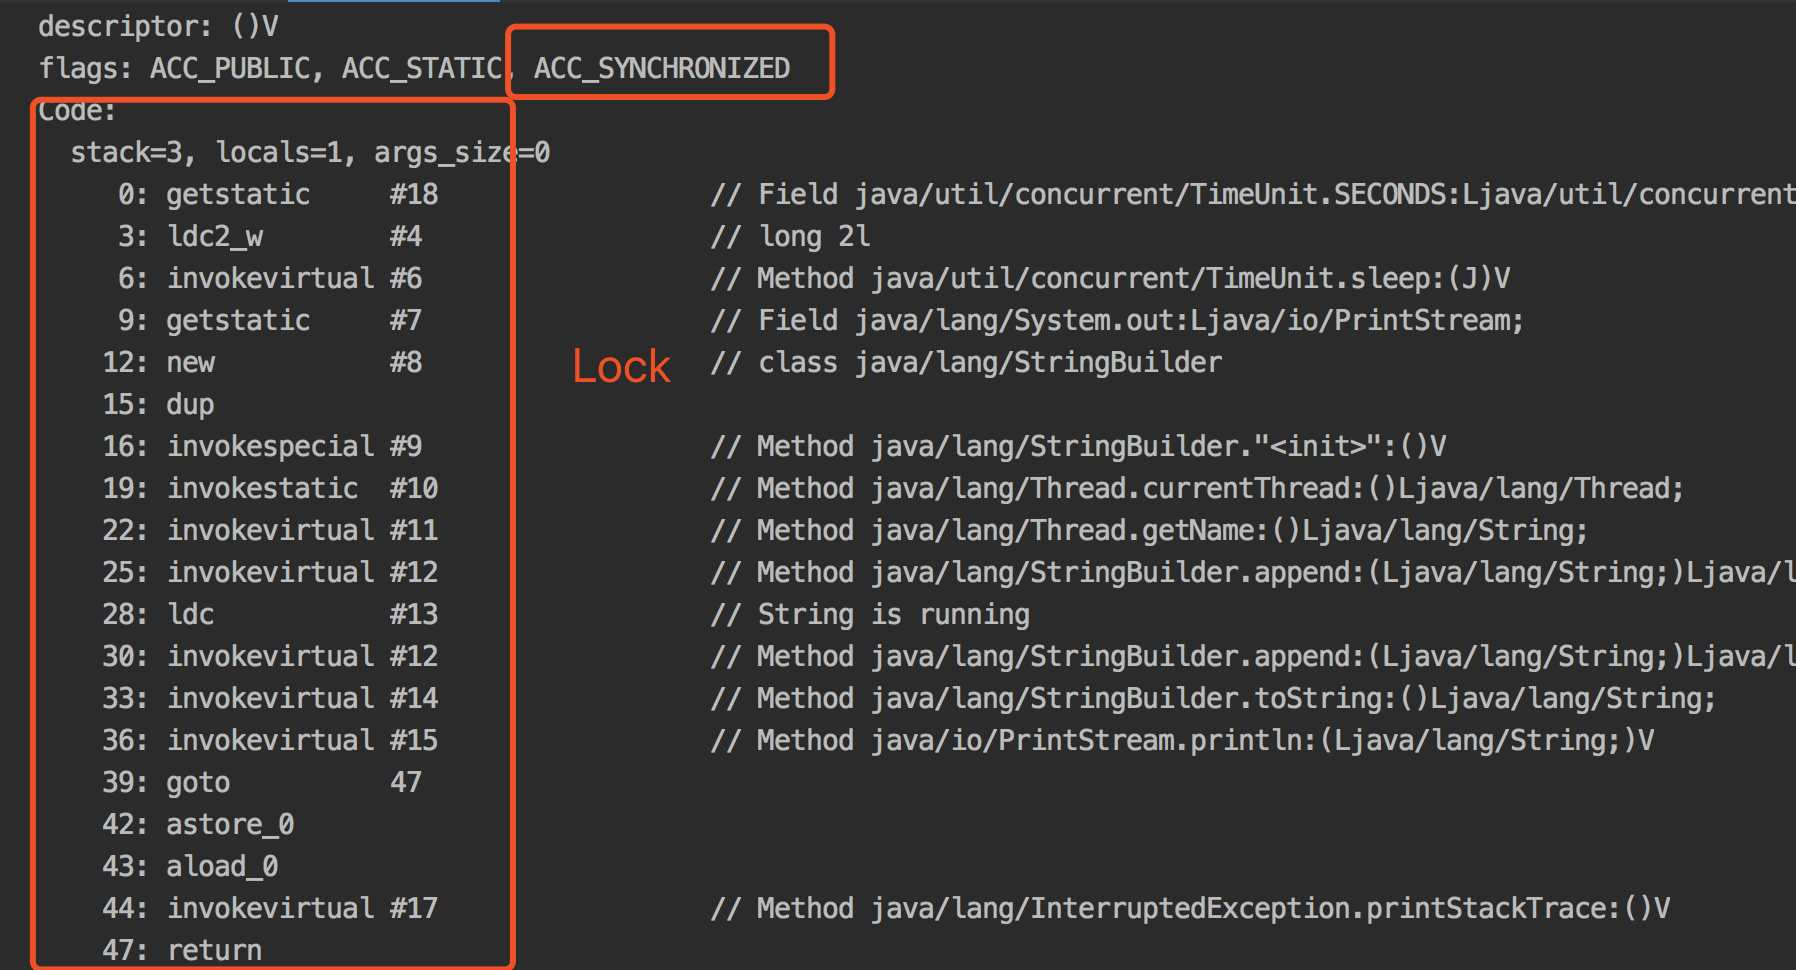 descriptor: ()V
flags: ACC_PUBLIC, ACC_STATIC, ACC_SYNCHRONIZED
Code:
stack=3, locals=1, args_size=0
0: getstatic #18 // Field java/util/concurrent/TimeUnit.SECONDS:Ljava/util/concurrent
3: ldc2_w #4 // long 2l
6: invokevirtual #6 // Method java/util/concurrent/TimeUnit.sleep:(J)V
9: getstatic #7 // Field java/lang/System.out:Ljava/io/PrintStream;
12: new #8 Lock // class java/lang/StringBuilder
15: dup
16: invokespecial #9 // Method java/lang/StringBuilder."<init>":()V
19: invokestatic #10 // Method java/lang/Thread.currentThread:()Ljava/lang/Thread;
22: invokevirtual #11 // Method java/lang/Thread.getName:()Ljava/lang/String;
25: invokevirtual #12 // Method java/lang/StringBuilder.append:(Ljava/lang/String;)Ljava/l
28: ldc #13 // String is running
30: invokevirtual #12 // Method java/lang/StringBuilder.append:(Ljava/lang/String;)Ljava/l
33: invokevirtual #14 // Method java/lang/StringBuilder.toString:()Ljava/lang/String;
36: invokevirtual #15 // Method java/io/PrintStream.println:(Ljava/lang/String;)V
39: goto 47
42: astore_0
43: aload_0
44: invokevirtual #17 // Method java/lang/InterruptedException.printStackTrace:()V
47: return